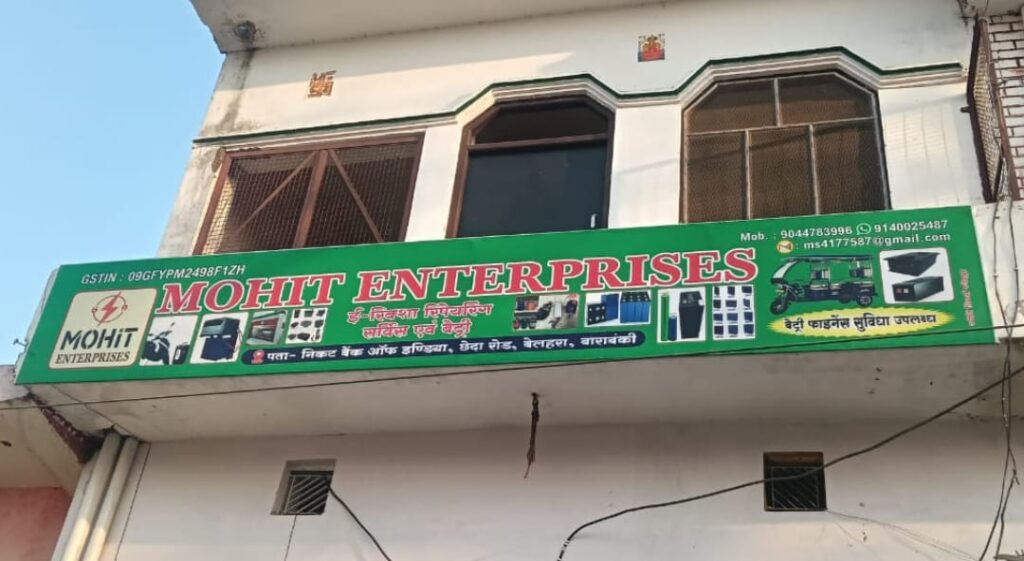 GSTIN : 09GFYPM2498F1ZH
Mob. : 9044783996 9140025487
: ms4177587@gmail.com
MOHIT ENTERPRISES
MOHiT
ENTERPRISES
ई-रिक्शा रिपेयरिंग
सर्विस एवं बैट्री
बैट्री फाइनेंस सुविधा उपलब्ध
पता- निकट बैंक ऑफ इण्डिया, छेदा रोड, बेलहरा, बाराबंकी